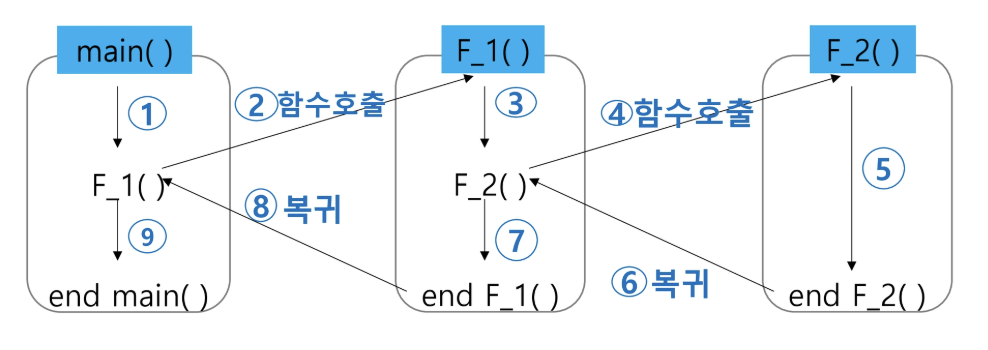 main( )
①
F_1( )
⑨
end main( )
②함수호출
⑧ 복귀
F_1( )
③
F_2( )
⑦
end F_1( )
④함수호출
⑥복귀
F_2( )
⑤
end F_2( )